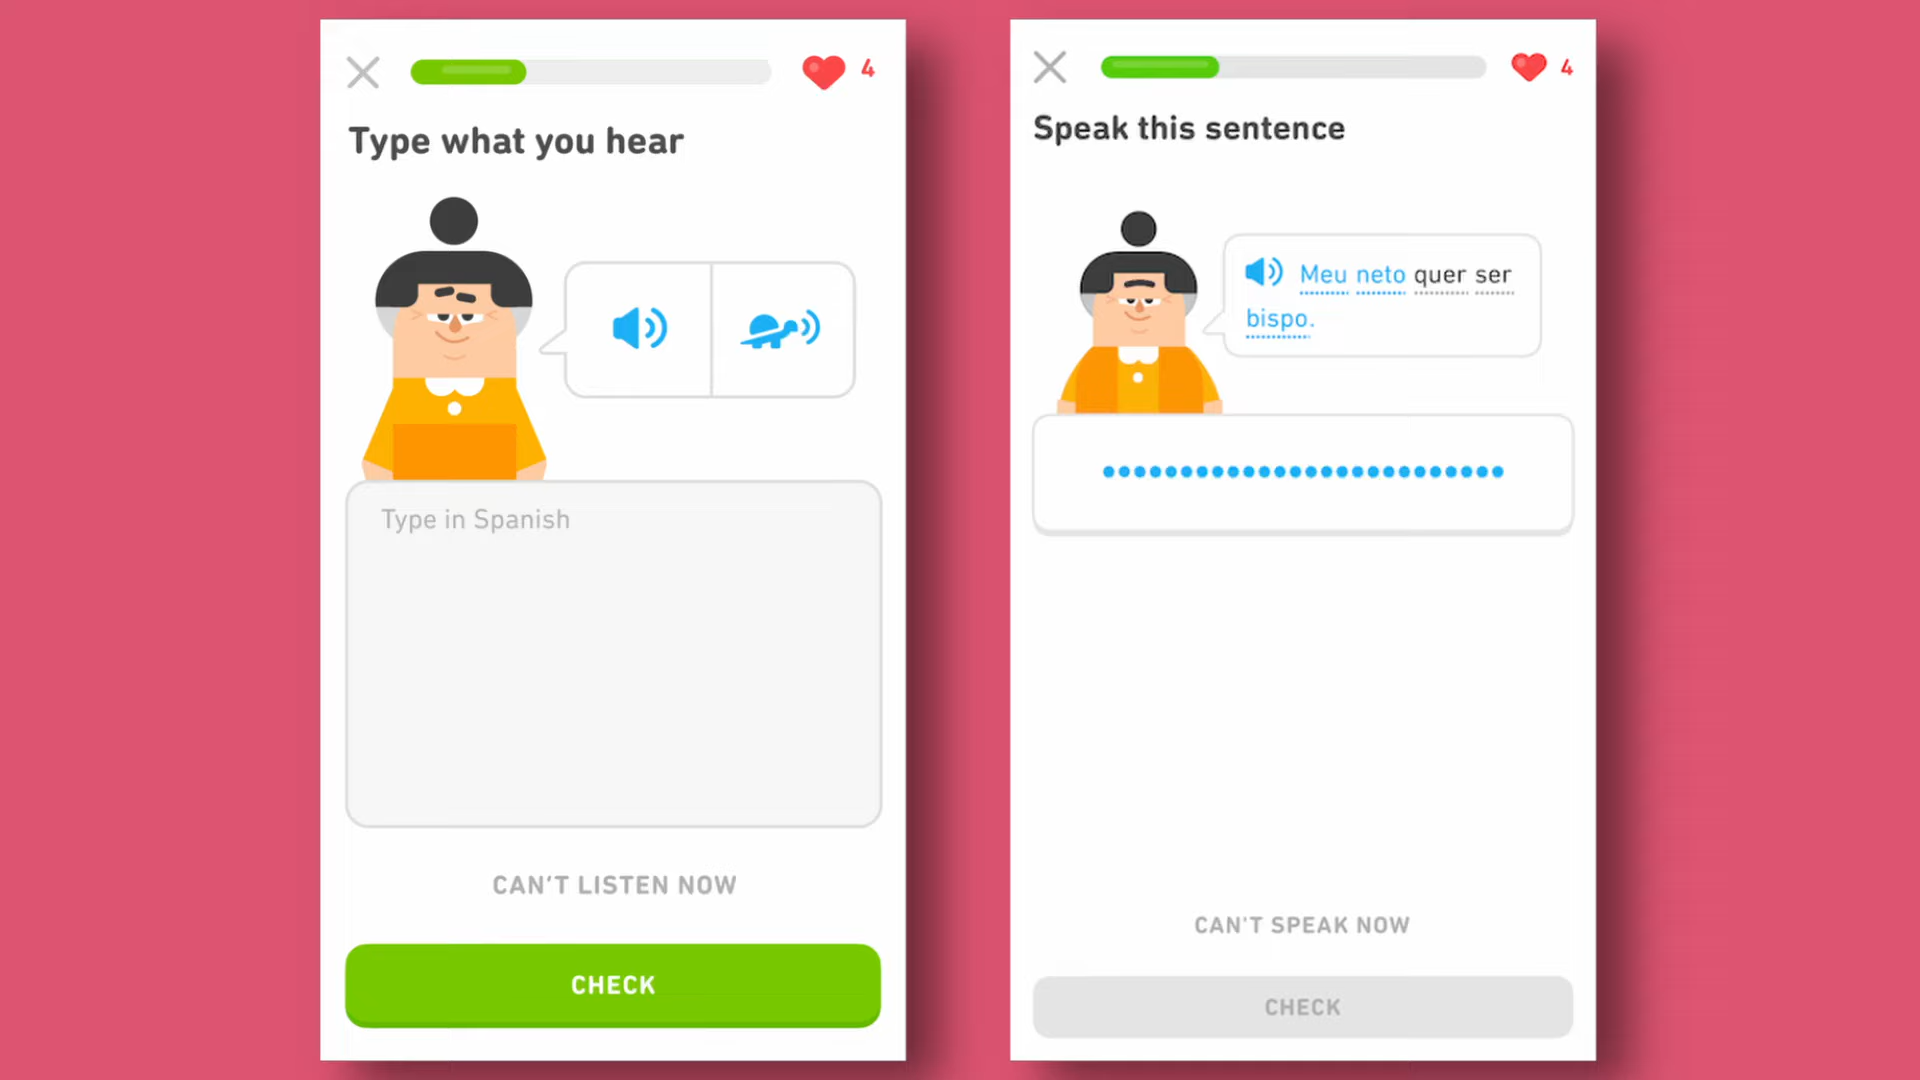 4
Type what you hear
Type in Spanish
CAN'T LISTEN NOW
CHECK
4
Speak this sentence
Meu neto quer ser
bispo.
CAN'T SPEAK NOW
CHECK